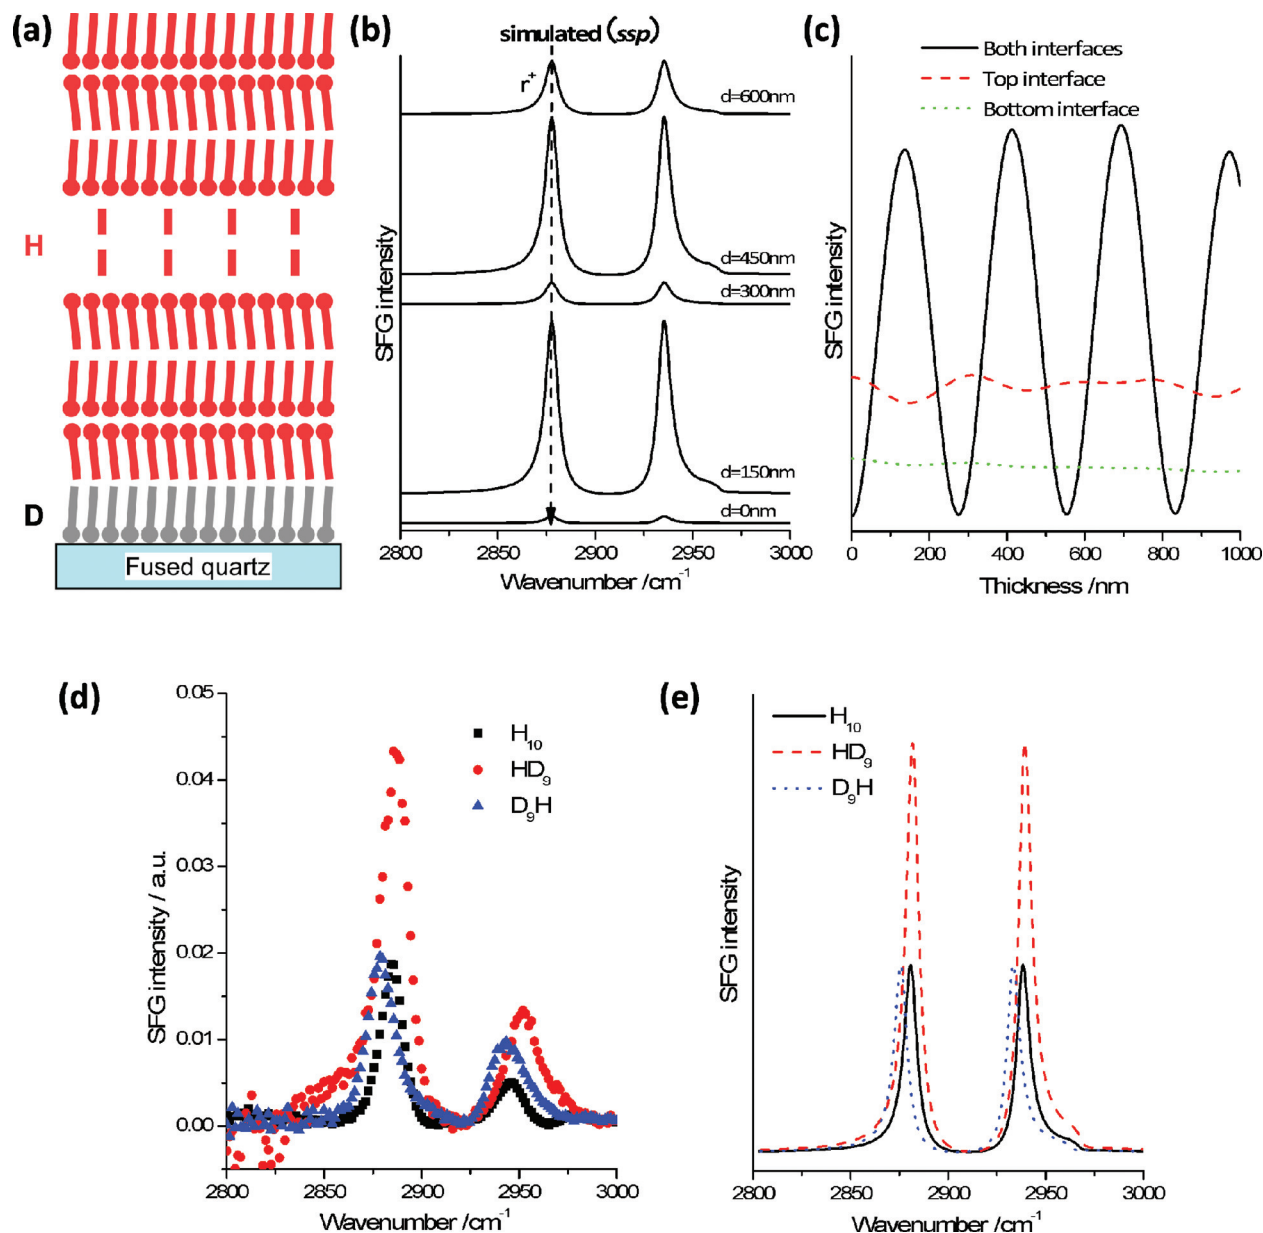 (a)
H
D
Fused quartz
(b)
simulated (ssp)
r⁺
d=600nm
d=450nm
d=300nm
d=150nm
d=0nm
SFG intensity
2800 2850 2900 2950 3000
Wavenumber /cm⁻¹
(c)
Both interfaces
Top interface
Bottom interface
SFG intensity
0 200 400 600 800 1000
Thickness /nm
(d)
0.05
0.04
0.03
0.02
0.01
0.00
SFG intensity / a.u.
H₁₀
HD₉
D₉H
2800 2850 2900 2950 3000
Wavenumber /cm⁻¹
(e)
H₁₀
HD₉
D₉H
SFG intensity
2800 2850 2900 2950 3000
Wavenumber /cm⁻¹